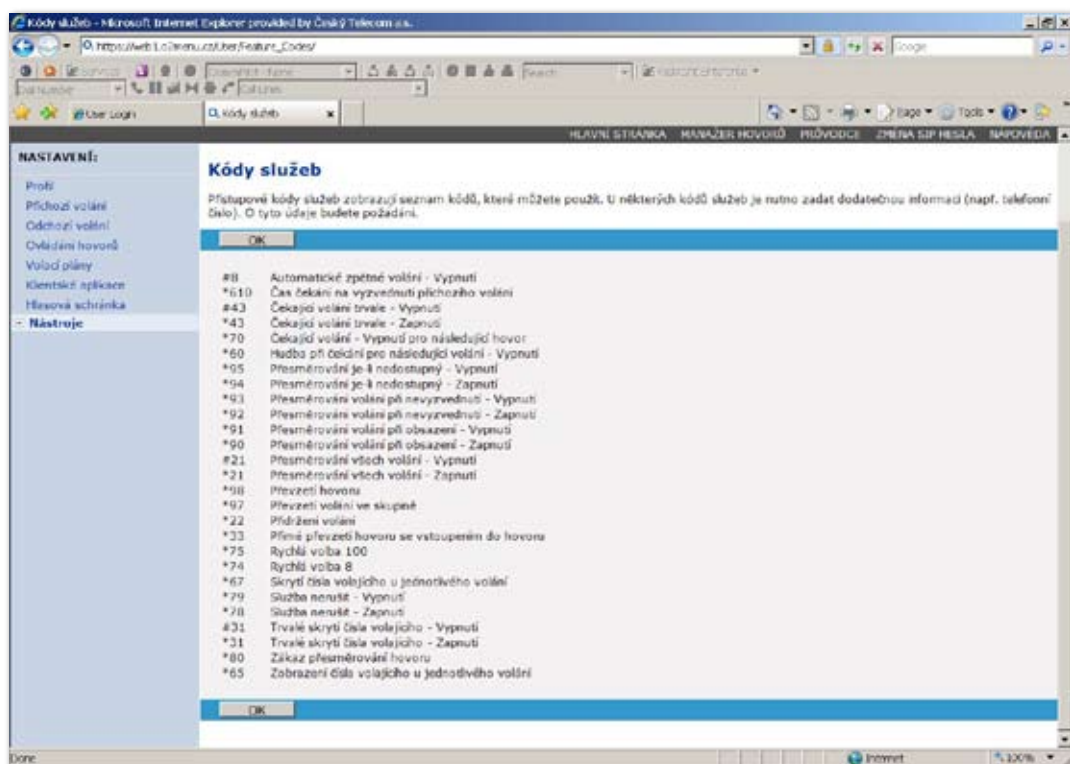 Kódy služeb - Microsoft Internet Explorer provided by Český Telecom a.s.
Google
Search
User Login
Kódy služeb
Page
Tools
HLAVNÍ STRÁNKA MANAŽER HOVORŮ PRŮVODCE ZMĚNA SIP HESLA NÁPOVĚDA
NASTAVENÍ:
Profil
Příchozí volání
Odchozí volání
Ovládání hovorů
Volací plány
Klientské aplikace
Hlasová schránka
- Nástroje
Kódy služeb
Přístupové kódy služeb zobrazují seznam kódů, které můžete použít. U některých kódů služeb je nutno zadat dodatečnou informaci (např. telefonní
číslo). O tyto údaje budete požádáni.
OK
#8 Automatické zpětné volání - Vypnutí
*610 Čas čekání na vyzvednutí příchozího volání
#43 Čekající volání trvale - Vypnutí
*43 Čekající volání trvale - Zapnutí
*70 Čekající volání - Vypnutí pro následující hovor
*60 Hudba při čekání pro následující volání - Vypnutí
*95 Přesměrování je-li nedostupný - Vypnutí
*94 Přesměrování je-li nedostupný - Zapnutí
*93 Přesměrování volání při nevyzvednutí - Vypnutí
*92 Přesměrování volání při nevyzvednutí - Zapnutí
*91 Přesměrování volání při obsazení - Vypnutí
*90 Přesměrování volání při obsazení - Zapnutí
#21 Přesměrování všech volání - Vypnutí
*21 Přesměrování všech volání - Zapnutí
*98 Převzetí hovoru
*97 Převzetí volání ve skupině
*22 Přidržení volání
*33 Přímé převzetí hovoru se vstoupením do hovoru
*75 Rychlá volba 100
*74 Rychlá volba 8
*67 Skrytí čísla volajícího u jednotlivého volání
*79 Služba nerušit - Vypnutí
*78 Služba nerušit - Zapnutí
#31 Trvalé skrytí čísla volajícího - Vypnutí
*31 Trvalé skrytí čísla volajícího - Zapnutí
*80 Zákaz přesměrování hovoru
*65 Zobrazení čísla volajícího u jednotlivého volání
OK
Done
Internet
100%